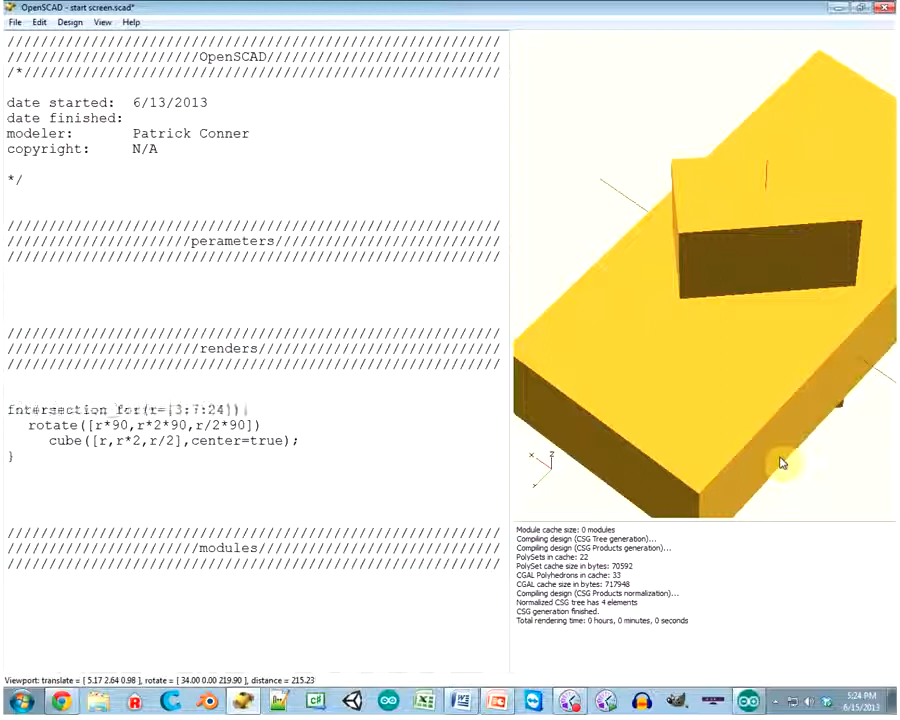 OpenSCAD - start screen.scad*
File Edit Design View Help
//////////////////////////////////////////////////////////
///////////////////////OpenSCAD///////////////////////////
/*////////////////////////////////////////////////////////
date started: 6/13/2013
date finished:
modeler: Patrick Conner
copyright: N/A
*/
//////////////////////////////////////////////////////////
//////////////////////perameters//////////////////////////
//////////////////////////////////////////////////////////
//////////////////////////////////////////////////////////
///////////////////////renders////////////////////////////
//////////////////////////////////////////////////////////
rotate([r*90,r*2*90,r/2*90])
cube([r,r*2,r/2],center=true);
}
//////////////////////////////////////////////////////////
///////////////////////modules////////////////////////////
//////////////////////////////////////////////////////////
x
Z
Y
Module cache size: 0 modules
Compiling design (CSG Tree generation)...
Compiling design (CSG Products generation)...
PolySets in cache: 22
PolySet cache size in bytes: 70592
CGAL Polyhedrons in cache: 33
CGAL cache size in bytes: 717948
Compiling design (CSG Products normalization)...
Normalized CSG tree has 4 elements
CSG generation finished.
Total rendering time: 0 hours, 0 minutes, 0 seconds
Viewport: translate = [ 5.17 2.64 0.98 ], rotate = [ 34.00 0.00 219.90 ], distance = 215.23
5:24 PM
6/15/2013